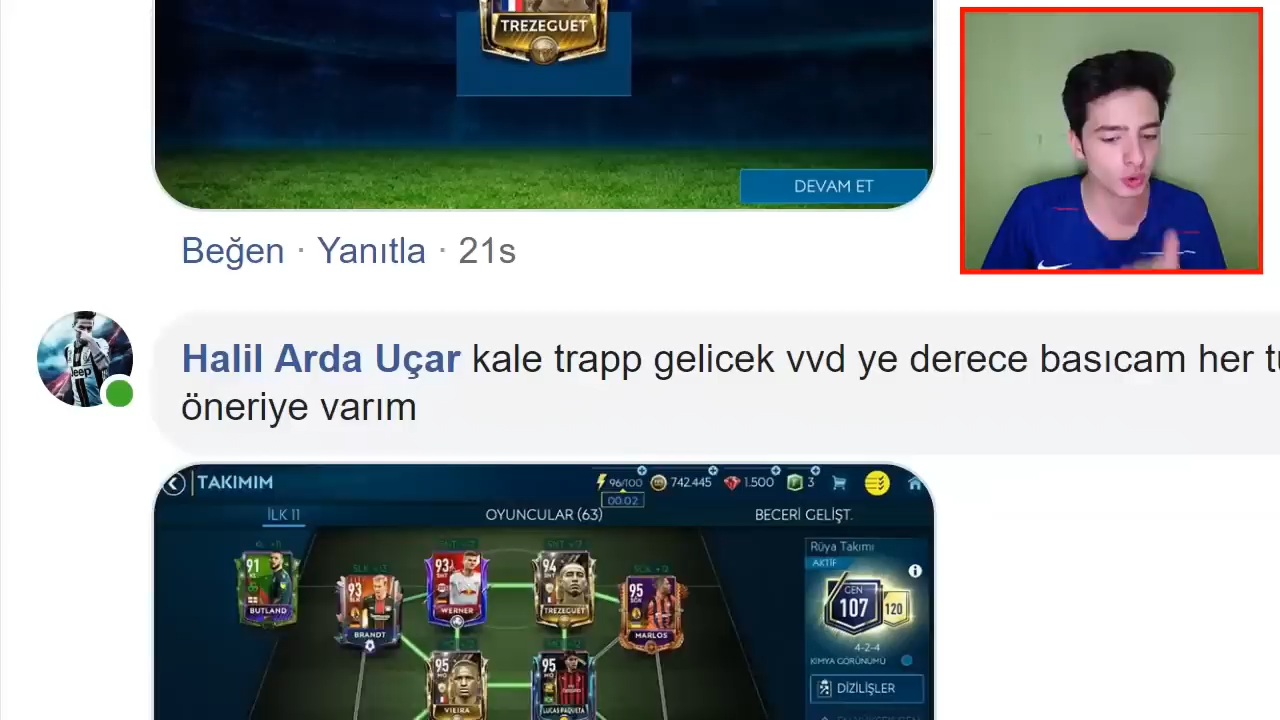 TREZEGUET
DEVAM ET
Beğen · Yanıtla · 21s
Halil Arda Uçar kale trapp gelicek vvd ye derece basıcam her
öneriye varım
TAKIMIM
96/100
742.445
1.500
3
00:02
İLK 11
OYUNCULAR (63)
BECERİ GELİŞT.
Rüya Takımı
AKTİF
GEN
107
120
4-2-4
KİMYA GÖRÜNÜMÜ
DİZİLİŞLER
91
BUTLAND
93
BRANDT
93
WERNER
94
TREZEGUET
95
MARLOS
95
VIEIRA
95
LUCAS PAQUETÁ
Jeep